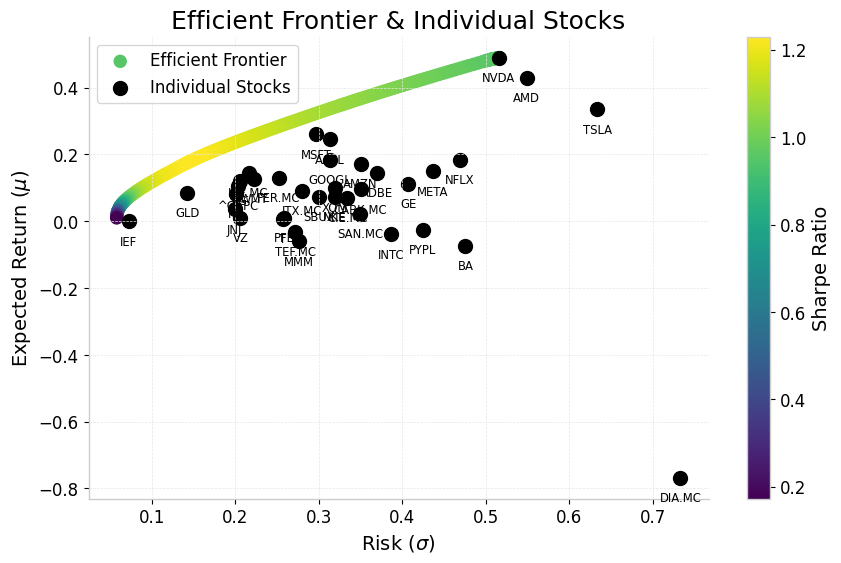 Efficient Frontier & Individual Stocks
Efficient Frontier
Individual Stocks
Expected Return (μ)
0.4
0.2
0.0
−0.2
−0.4
−0.6
−0.8
0.1
0.2
0.3
0.4
0.5
0.6
0.7
Risk (σ)
NVDA
AMD
TSLA
MSFT
GOOGL
AMZN
NFLX
META
GE
GLD
IEF
JNJ
VZ
TEF.MC
MMM
SAN.MC
INTC
PYPL
BA
DIA.MC
1.2
1.0
0.8
0.6
0.4
0.2
Sharpe Ratio